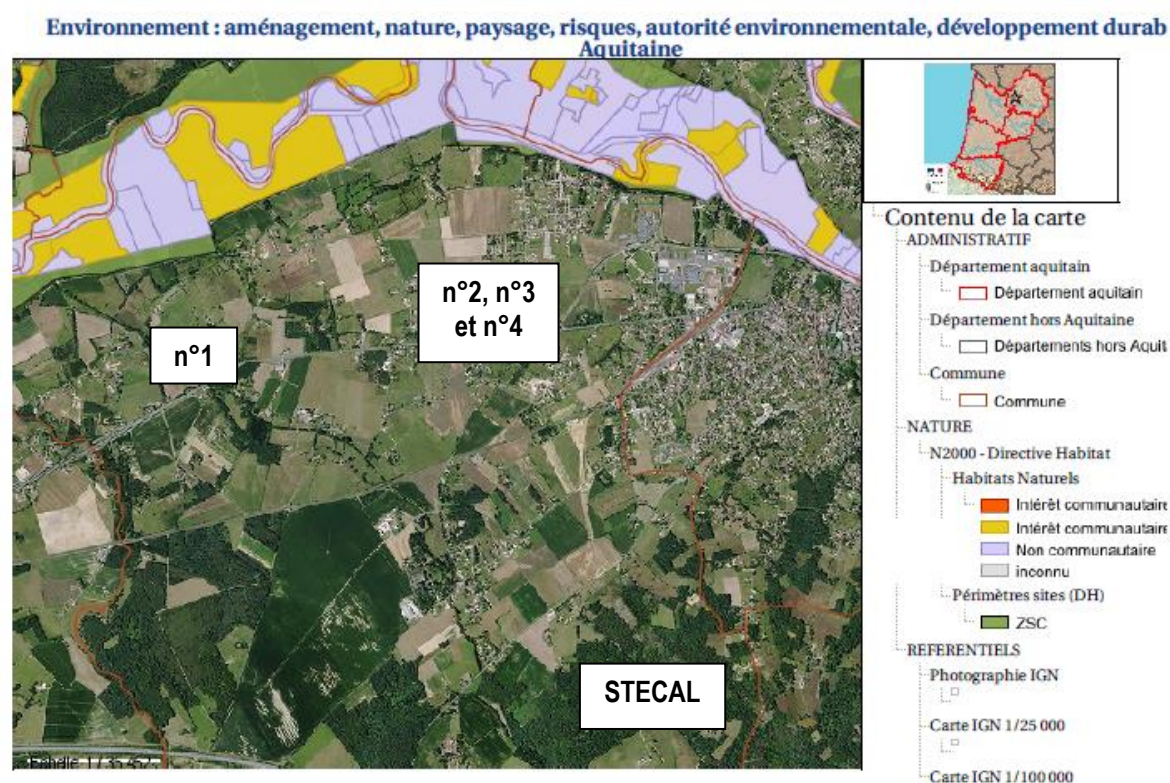 Environnement : aménagement, nature, paysage, risques, autorité environnementale, développement durab
Aquitaine
n°1
n°2, n°3
et n°4
STECAL
Contenu de la carte
ADMINISTRATIF
Département aquitain
Département aquitain
Département hors Aquitaine
Départements hors Aquit
Commune
Commune
NATURE
N2000 - Directive Habitat
Habitats Naturels
Intérêt communautaire
Intérêt communautaire
Non communautaire
inconnu
Périmètres sites (DH)
ZSC
REFERENTIELS
Photographie IGN
Carte IGN 1/25 000
Carte IGN 1/100 000